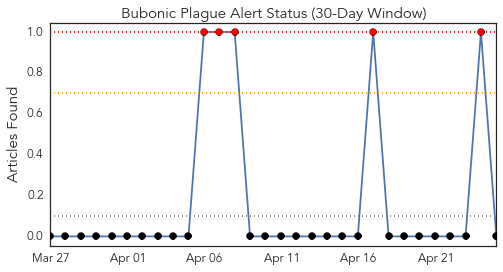 Bubonic Plague Alert Status (30-Day Window)
Articles Found
1.0
0.8
0.6
0.4
0.2
0.0
Mar 27 Apr 01 Apr 06 Apr 11 Apr 16 Apr 21